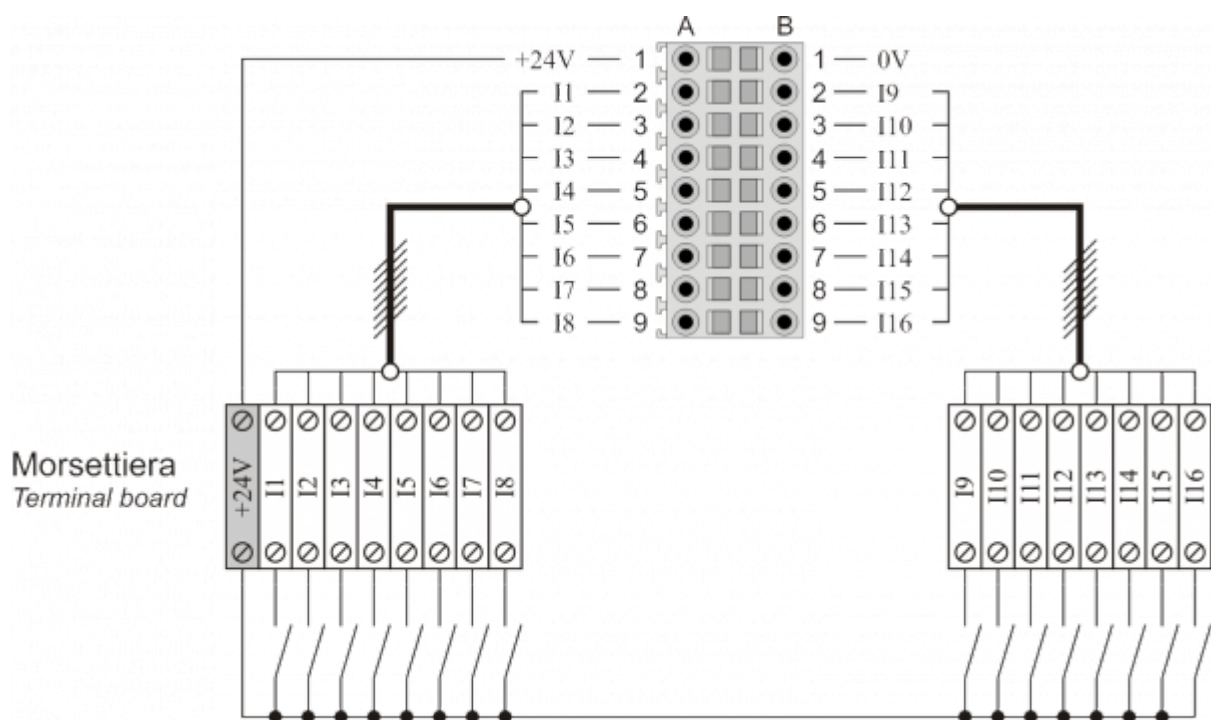 A B
+24V 1 1 0V
I1 2 2 I9
I2 3 3 I10
I3 4 4 I11
I4 5 5 I12
I5 6 6 I13
I6 7 7 I14
I7 8 8 I15
I8 9 9 I16
Morsettiera
Terminal board
+24V I1 I2 I3 I4 I5 I6 I7 I8
I9 I10 I11 I12 I13 I14 I15 I16